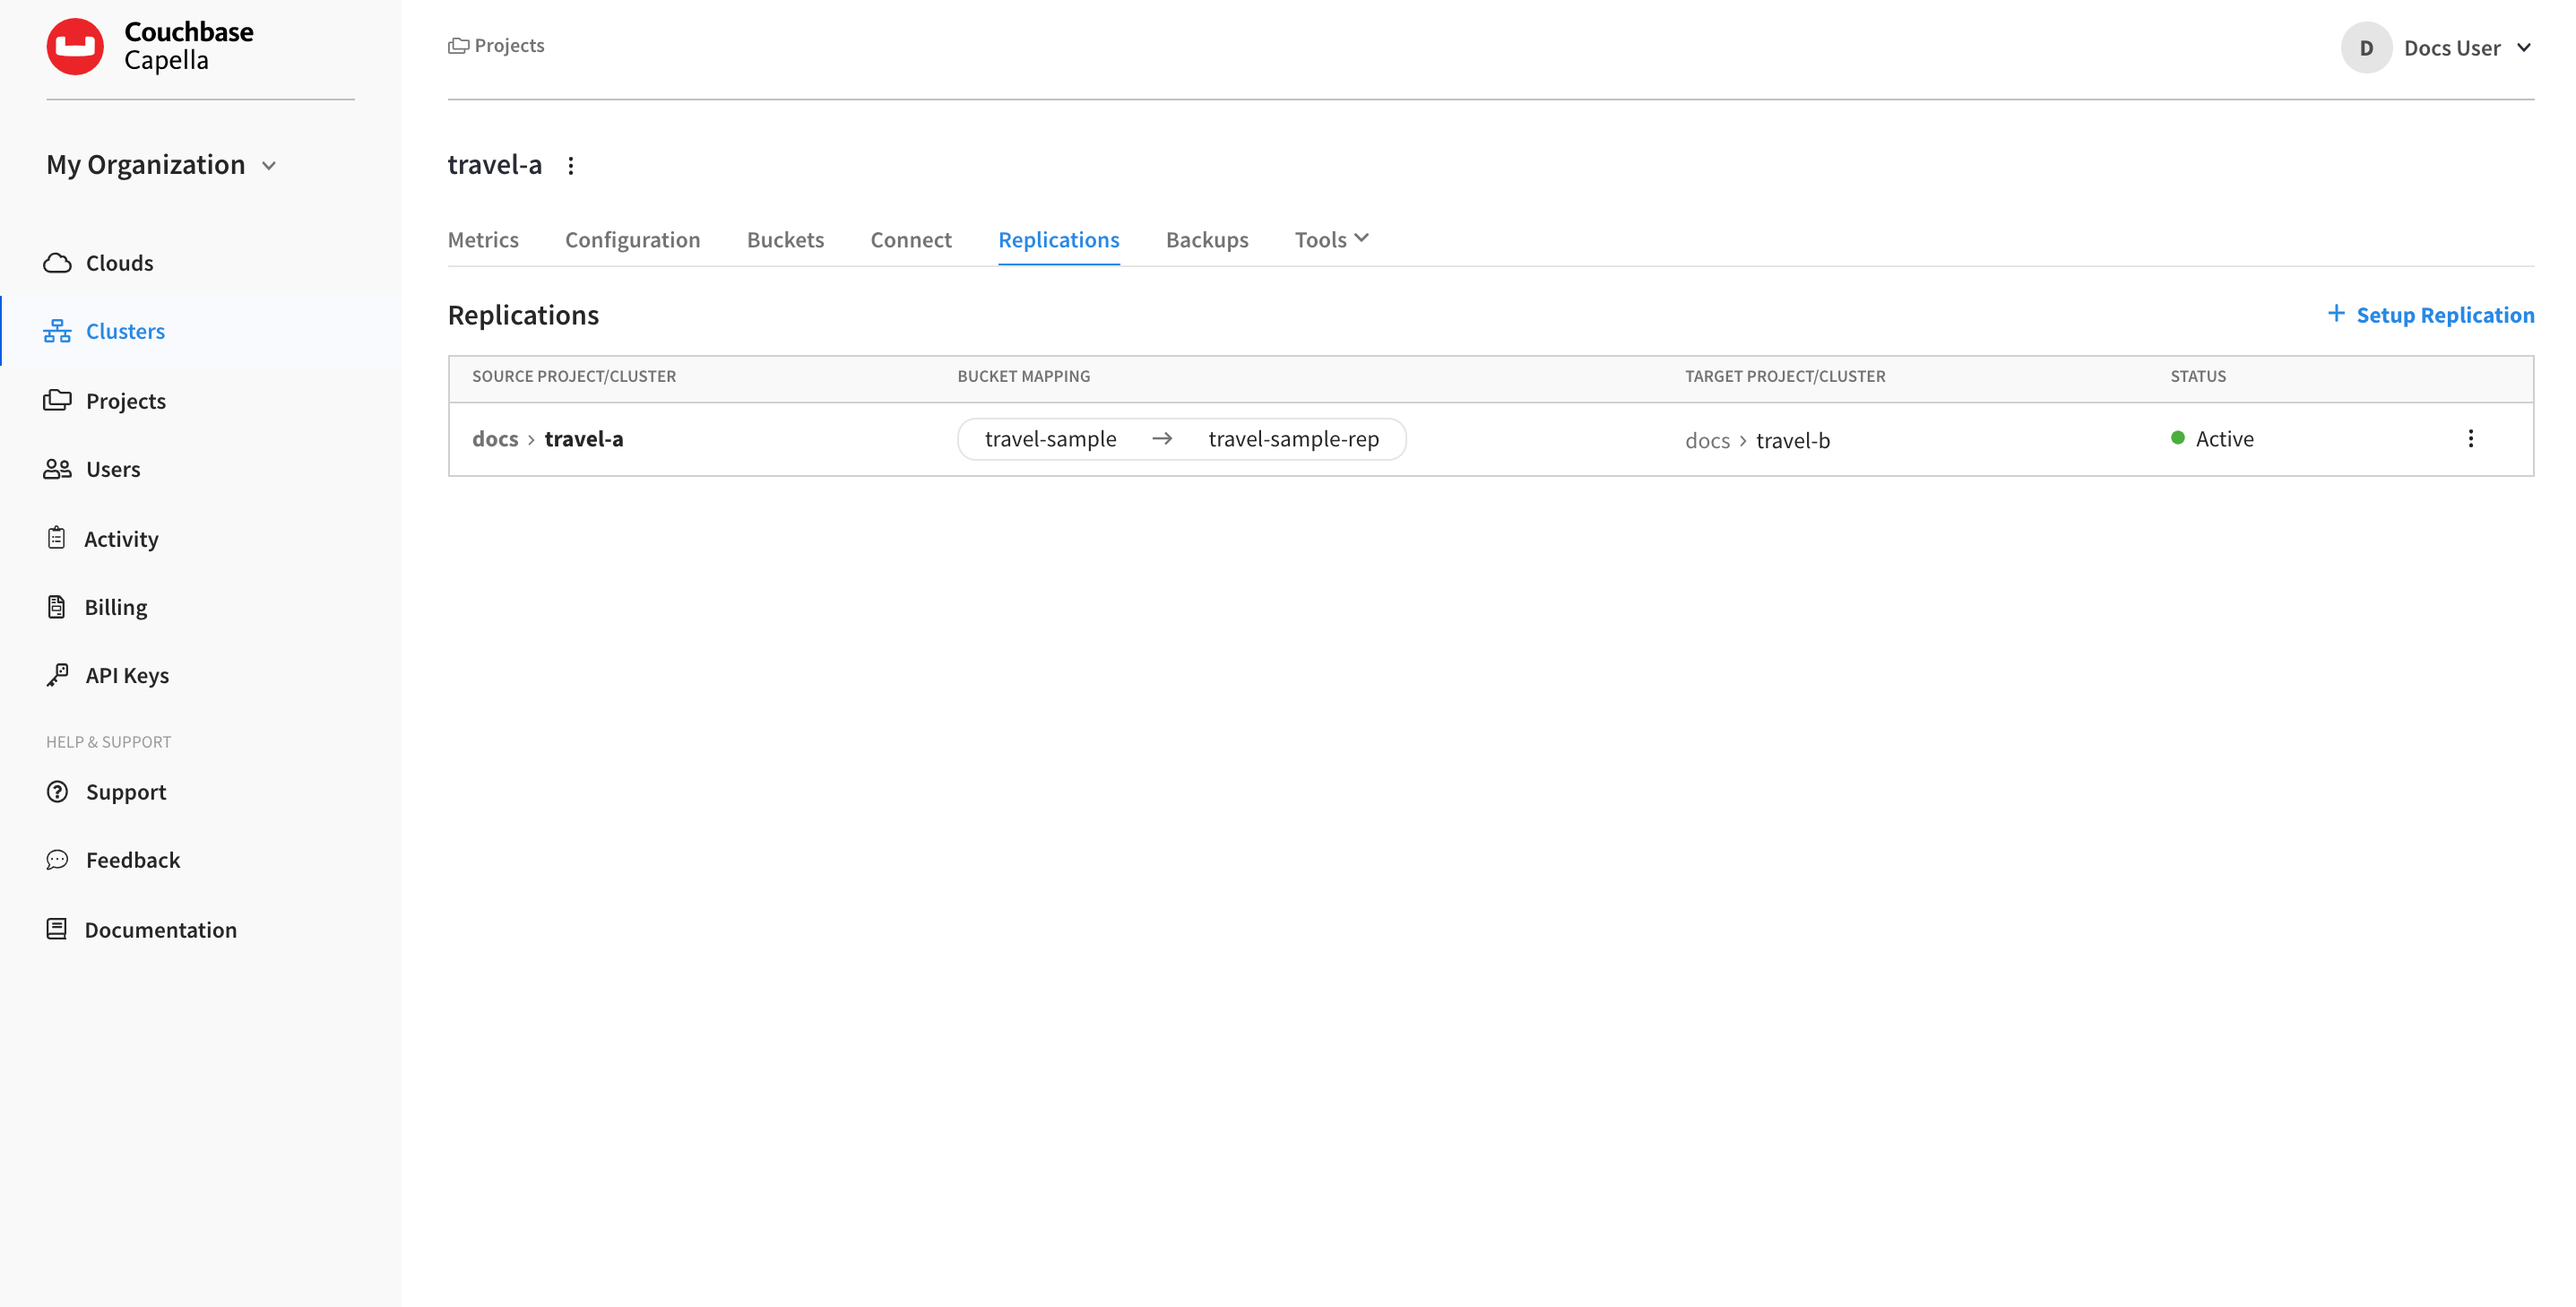 Couchbase
Capella
My Organization
Clouds
Clusters
Projects
Users
Activity
Billing
API Keys
HELP & SUPPORT
Support
Feedback
Documentation
Projects
D Docs User
travel-a
Metrics Configuration Buckets Connect Replications Backups Tools
Replications
+ Setup Replication
SOURCE PROJECT/CLUSTER BUCKET MAPPING TARGET PROJECT/CLUSTER STATUS
docs > travel-a travel-sample → travel-sample-rep docs > travel-b Active